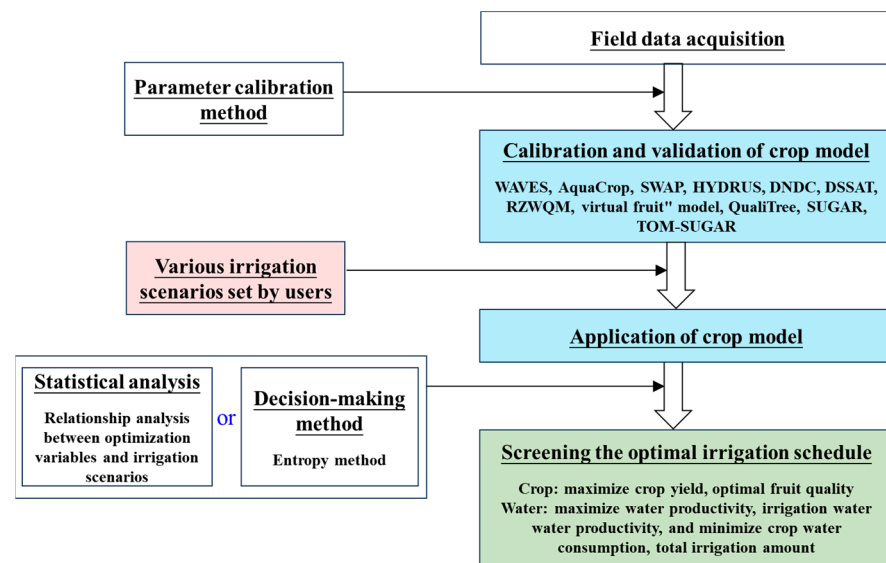 Field data acquisition
Parameter calibration
method
Calibration and validation of crop model
WAVES, AquaCrop, SWAP, HYDRUS, DNDC, DSSAT,
RZWQM, virtual fruit" model, QualiTree, SUGAR,
TOM-SUGAR
Various irrigation
scenarios set by users
Application of crop model
Statistical analysis
Relationship analysis
between optimization
variables and irrigation
scenarios
or
Decision-making
method
Entropy method
Screening the optimal irrigation schedule
Crop: maximize crop yield, optimal fruit quality
Water: maximize water productivity, irrigation water
water productivity, and minimize crop water
consumption, total irrigation amount